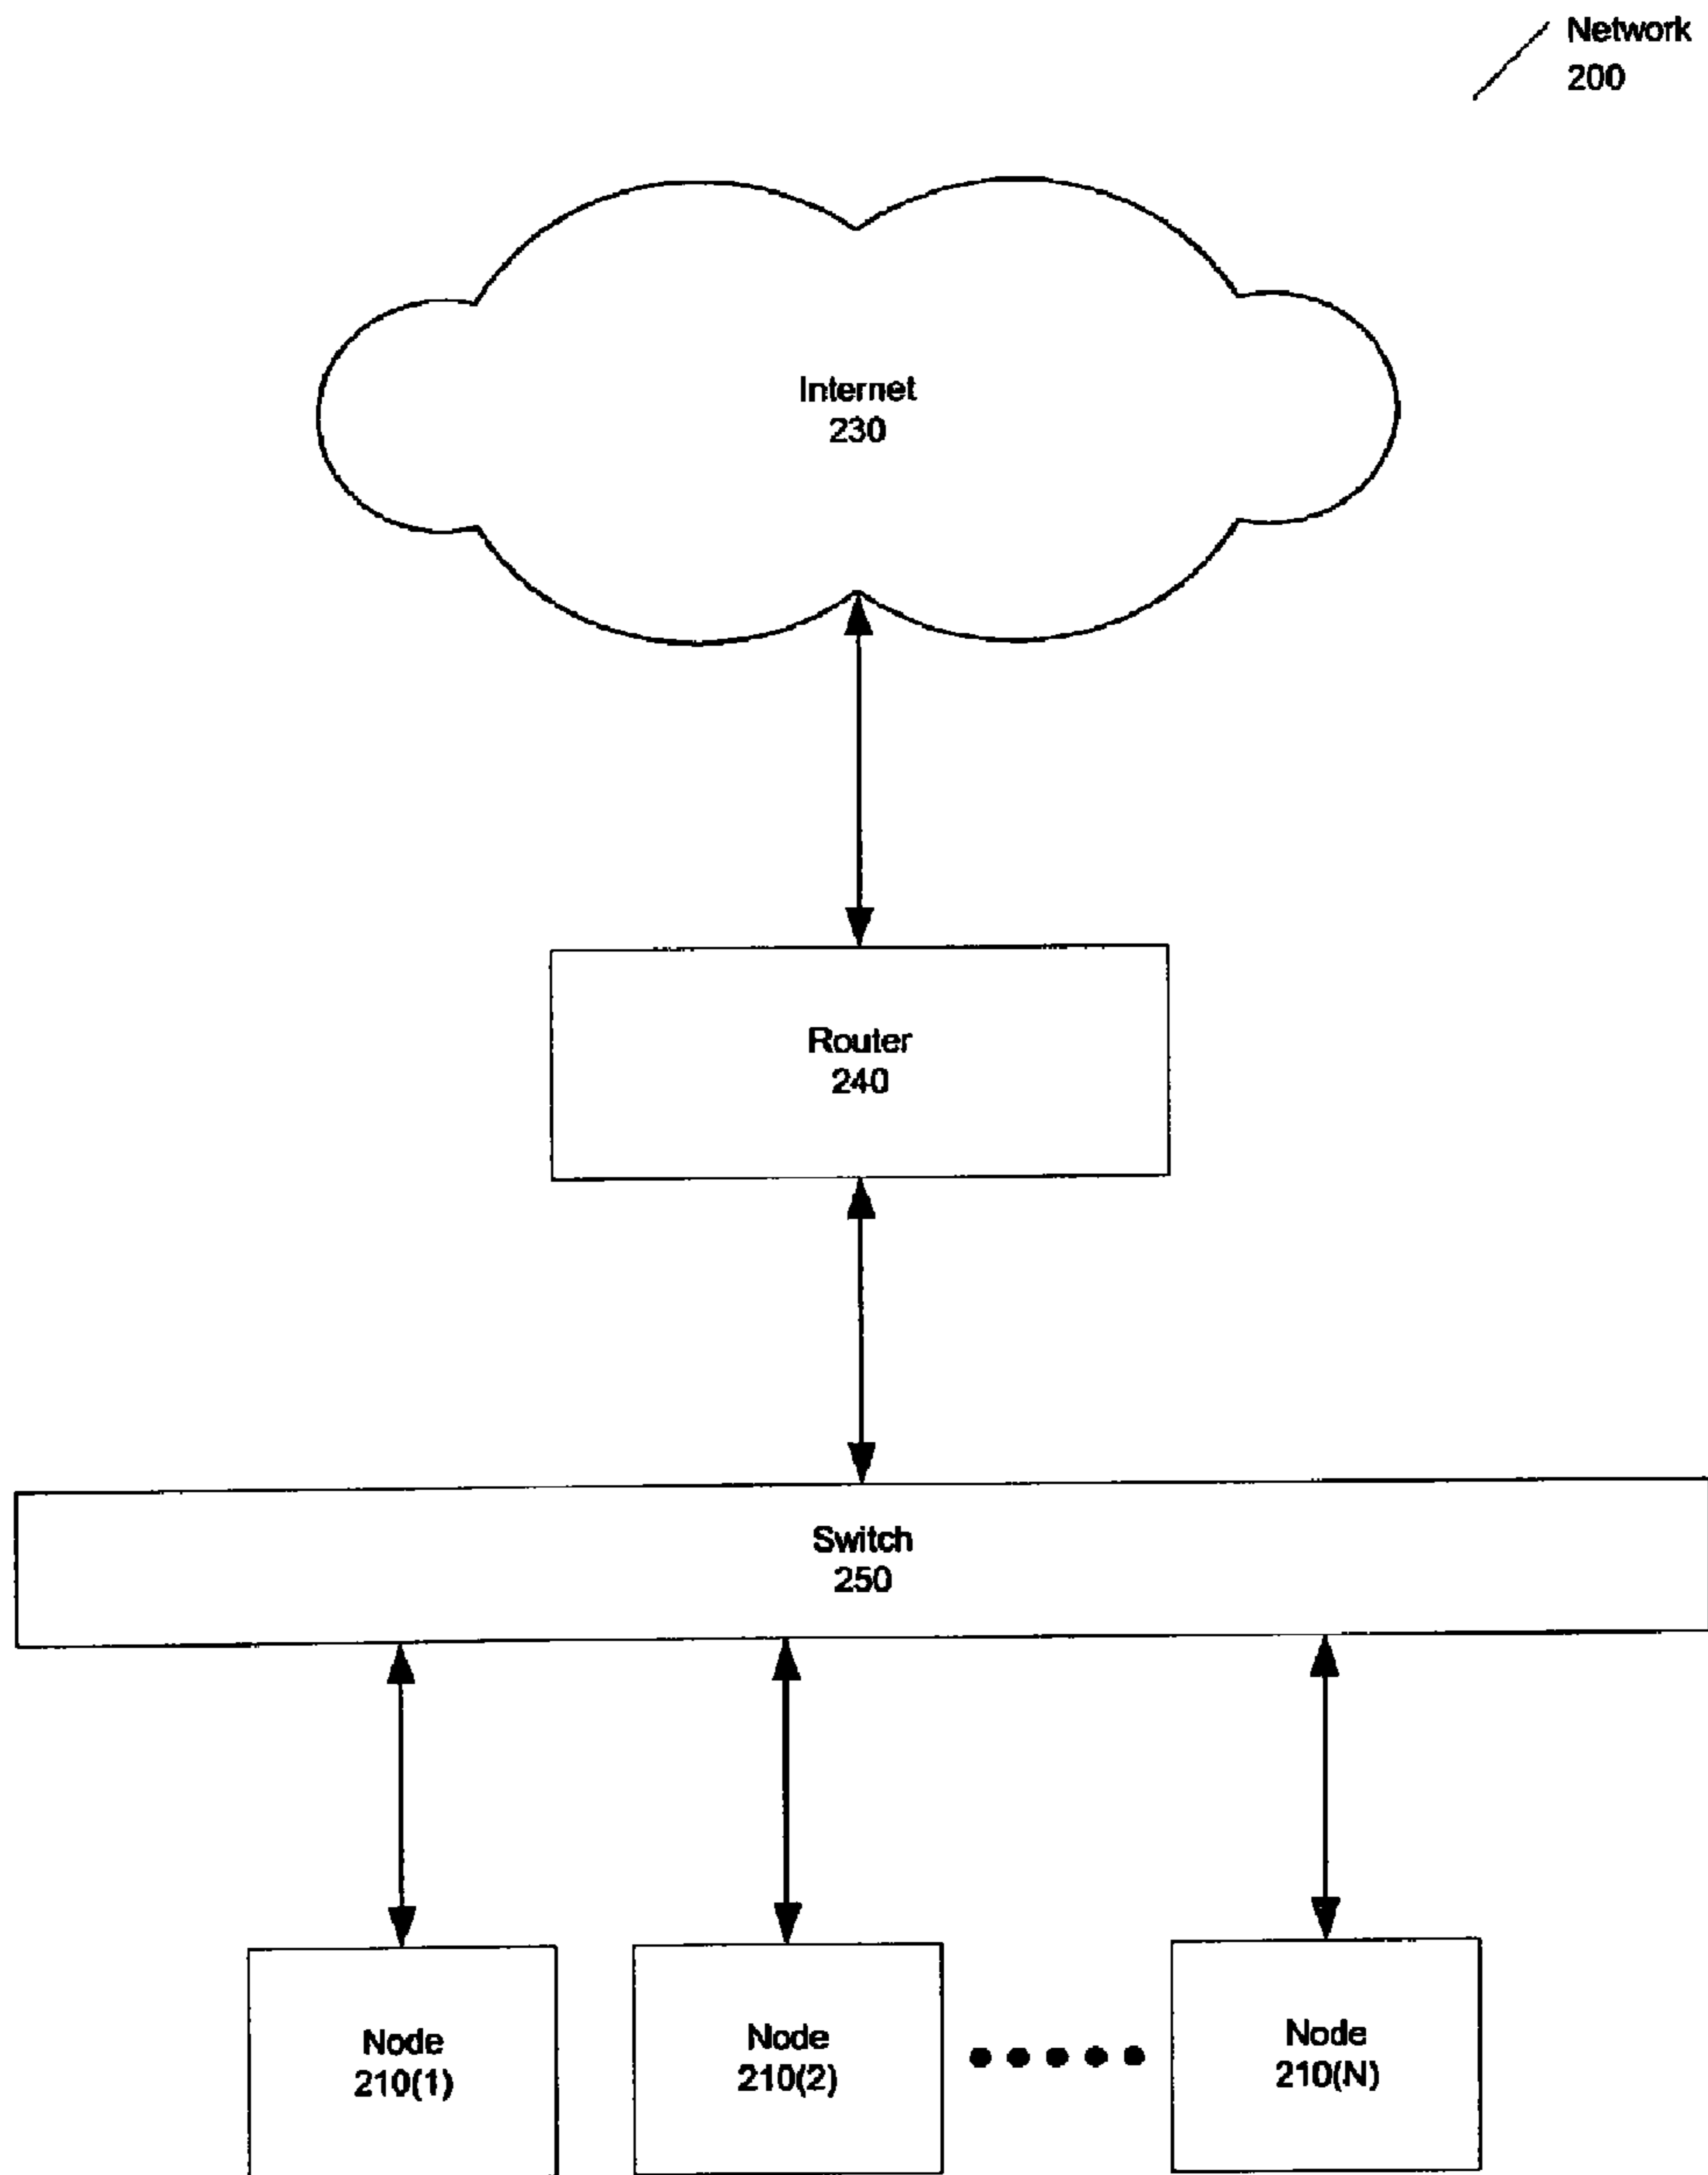 Network
200
Internet
230
Router
240
Switch
250
Node
210(1)
Node
210(2)
Node
210(N)